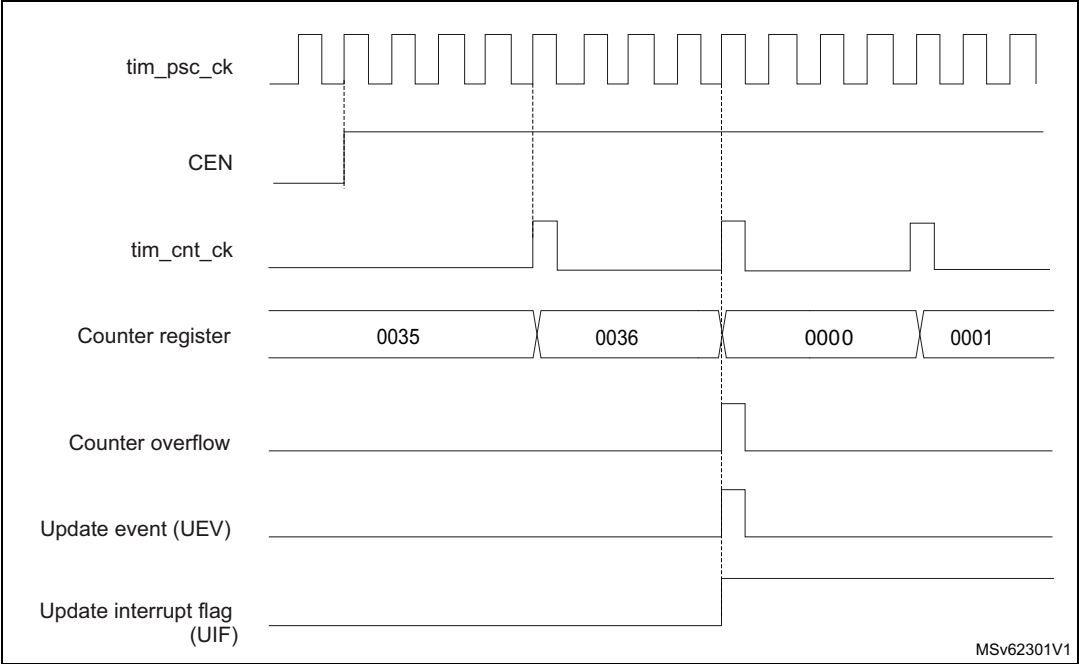 tim_psc_ck
CEN
tim_cnt_ck
Counter register
0035
0036
0000
0001
Counter overflow
Update event (UEV)
Update interrupt flag
(UIF)
MSv62301V1